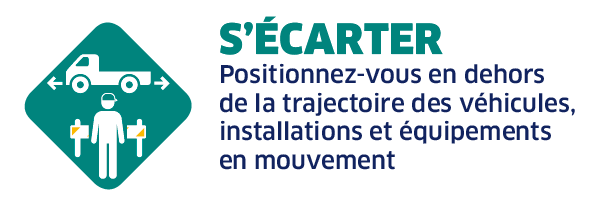 S’ÉCARTER
Positionnez-vous en dehors
de la trajectoire des véhicules,
installations et équipements
en mouvement